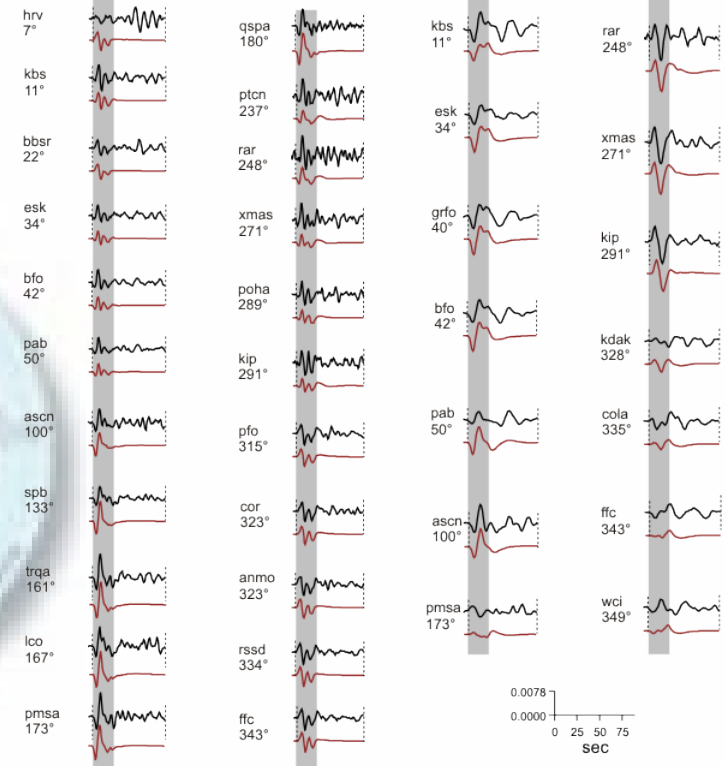 hrv
7°
kbs
11°
bbsr
22°
esk
34°
bfo
42°
pab
50°
ascn
100°
spb
133°
trqa
161°
lco
167°
pmsa
173°
qspa
180°
ptcn
237°
rar
248°
xmas
271°
poha
289°
kip
291°
pfo
315°
cor
323°
anmo
323°
rssd
334°
ffc
343°
kbs
11°
esk
34°
grfo
40°
bfo
42°
pab
50°
ascn
100°
pmsa
173°
rar
248°
xmas
271°
kip
291°
kdak
328°
cola
335°
ffc
343°
wci
349°
0.0078
0.0000
0 25 50 75
sec